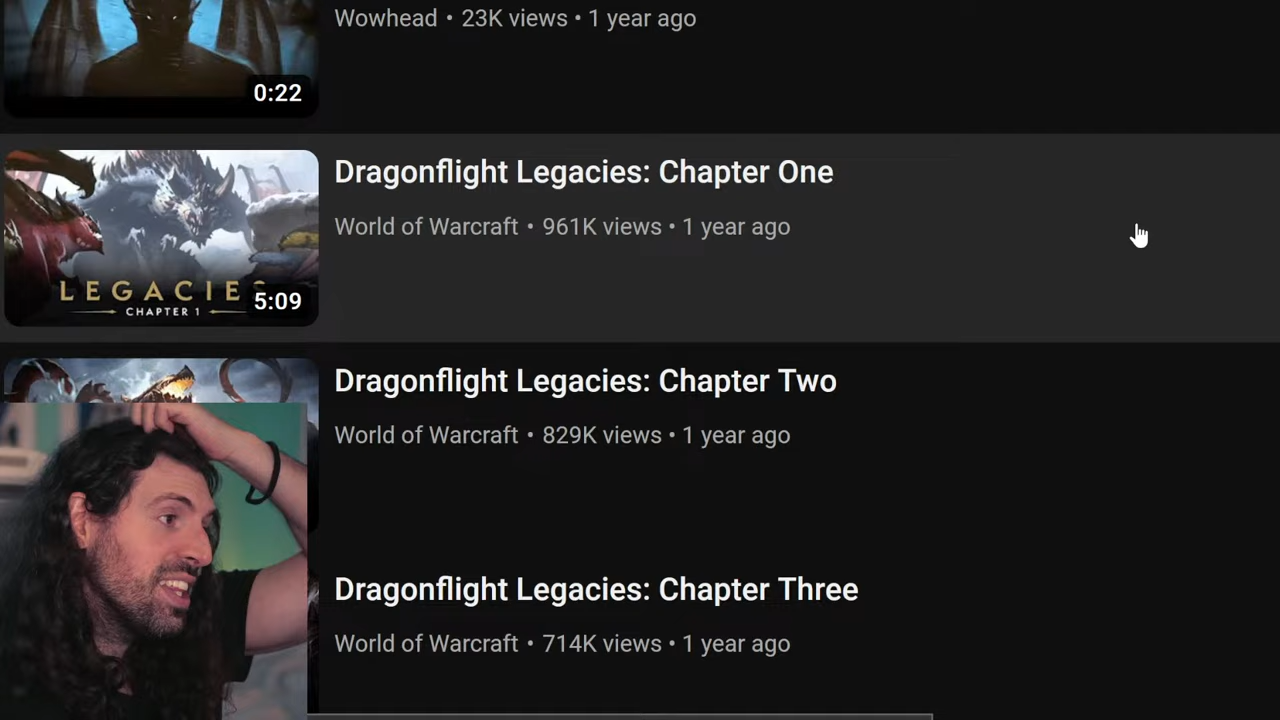 Wowhead • 23K views • 1 year ago
0:22
Dragonflight Legacies: Chapter One
World of Warcraft • 961K views • 1 year ago
LEGACIES
CHAPTER 1
5:09
Dragonflight Legacies: Chapter Two
World of Warcraft • 829K views • 1 year ago
Dragonflight Legacies: Chapter Three
World of Warcraft • 714K views • 1 year ago